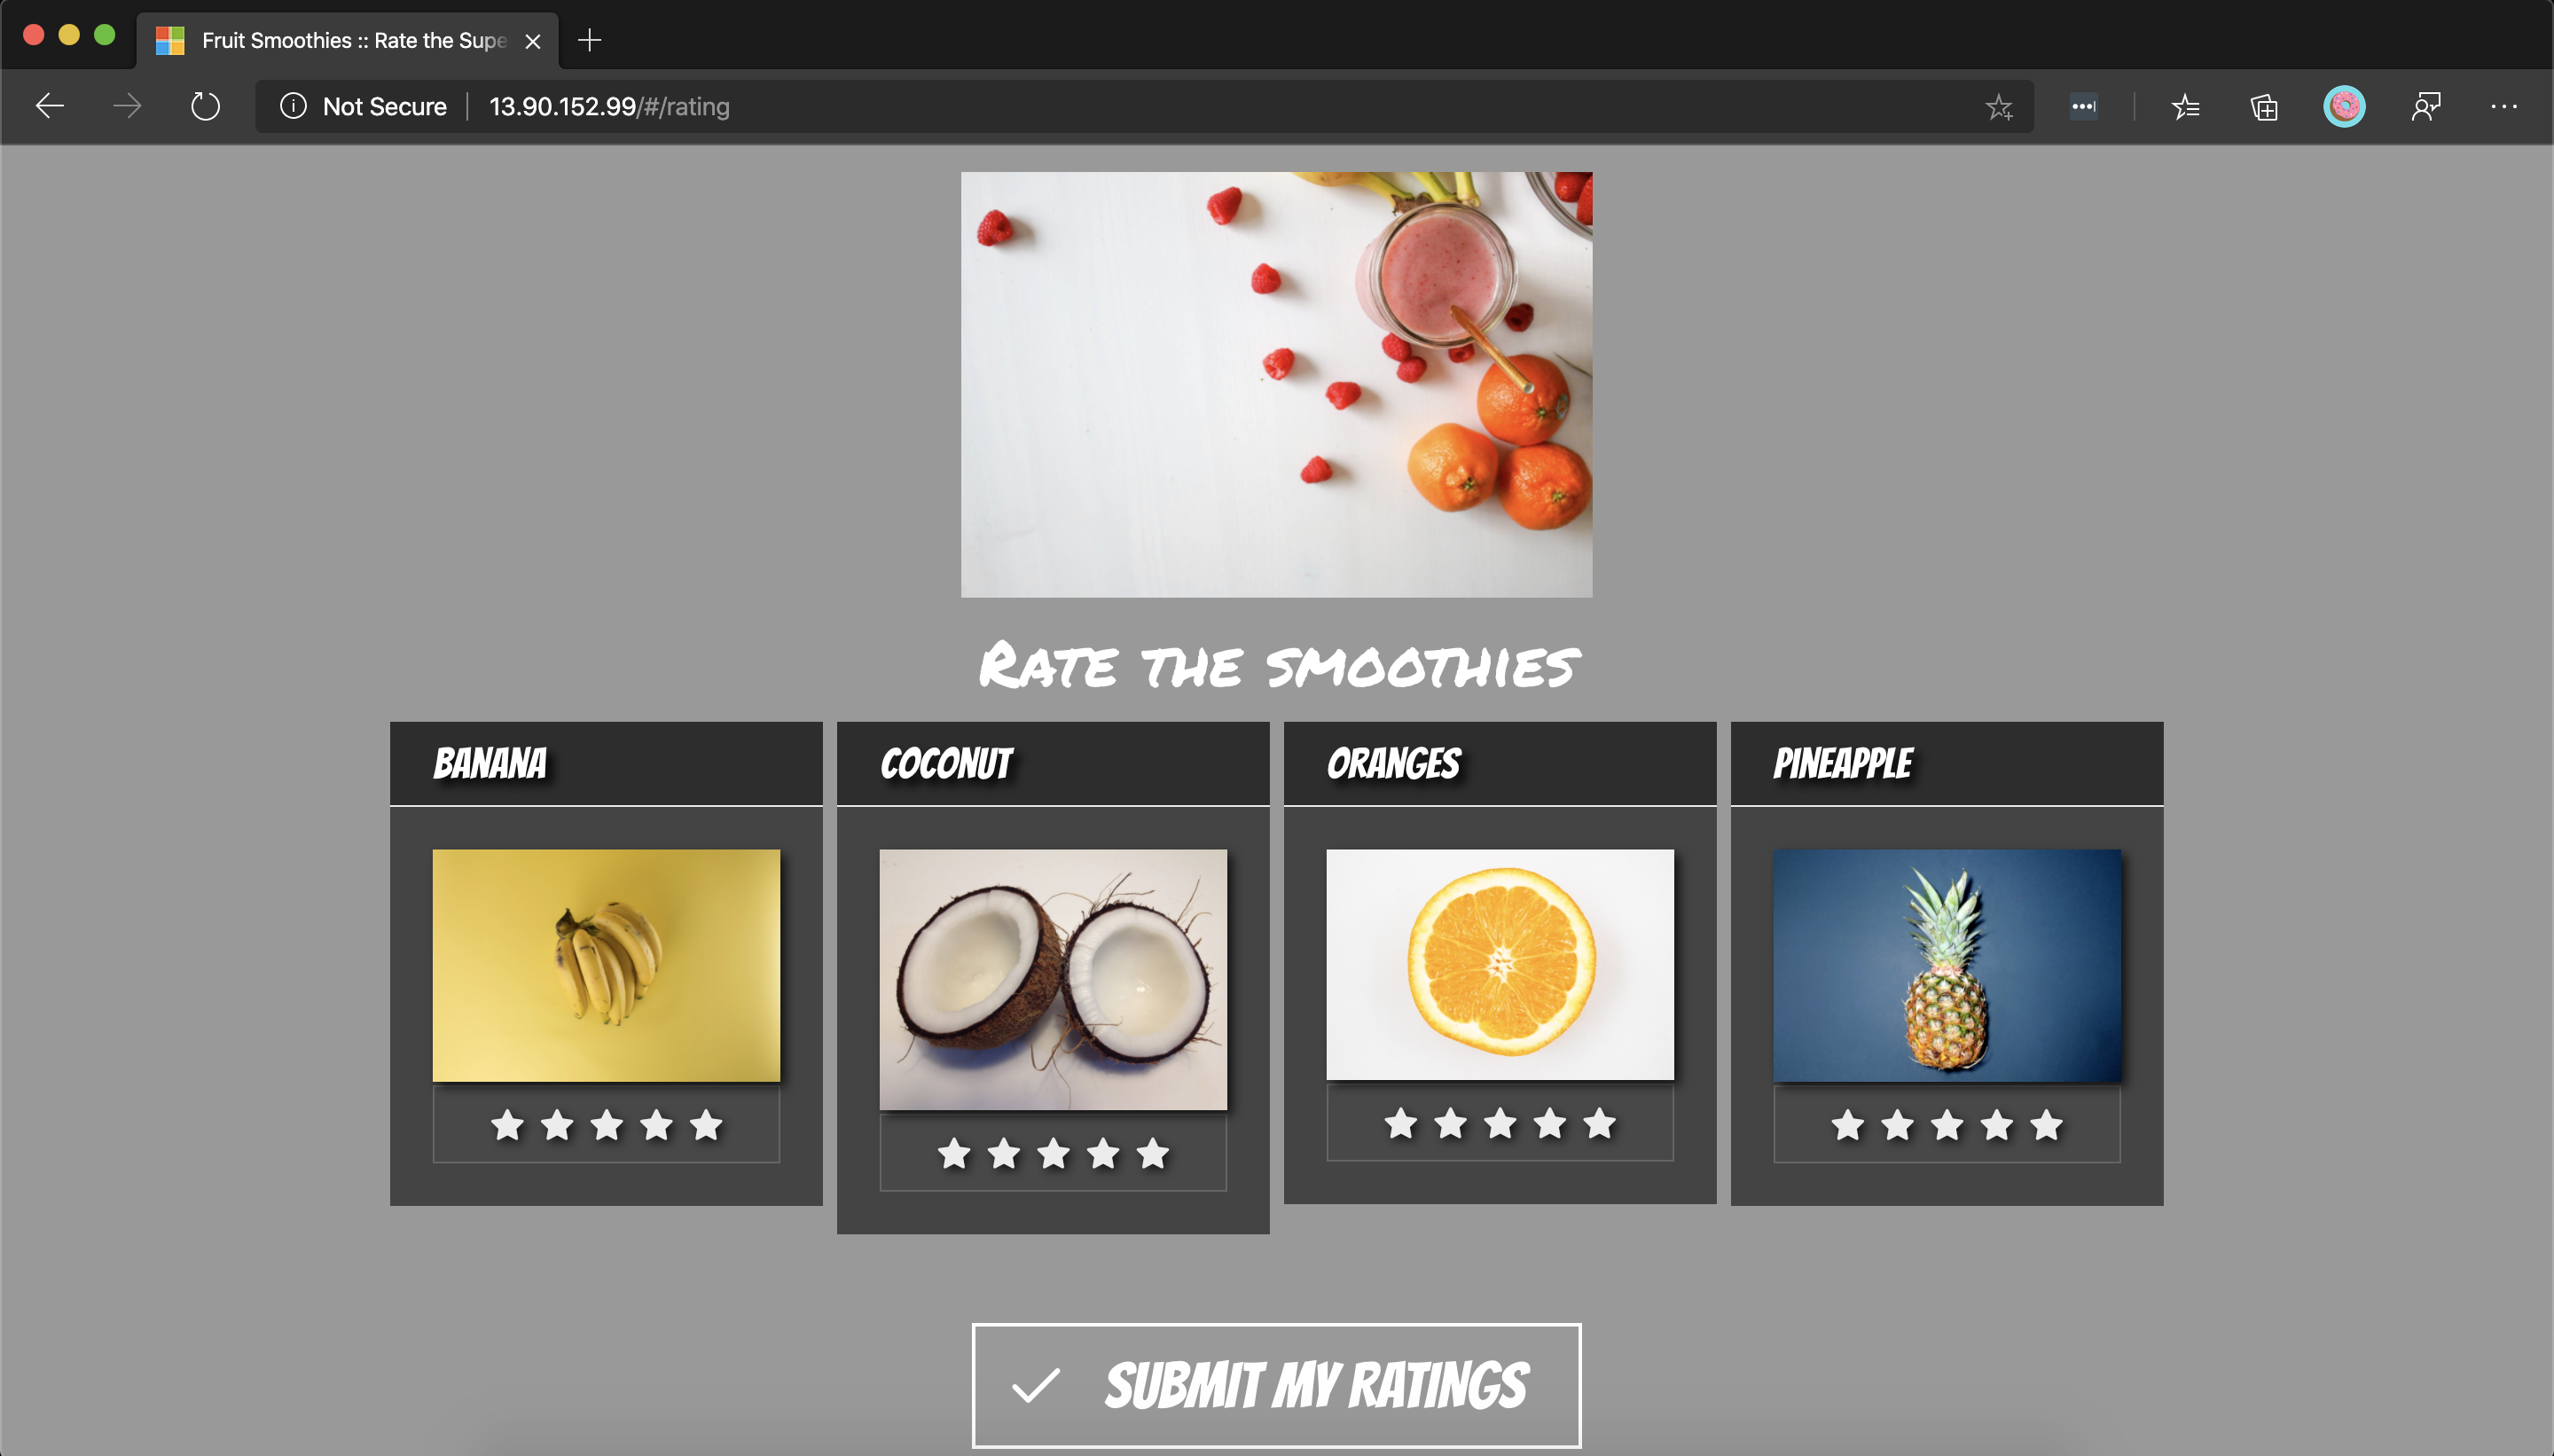 Fruit Smoothies :: Rate the Supe
Not Secure 13.90.152.99/#/rating
Rate the smoothies
BANANA
COCONUT
ORANGES
PINEAPPLE
SUBMIT MY RATINGS